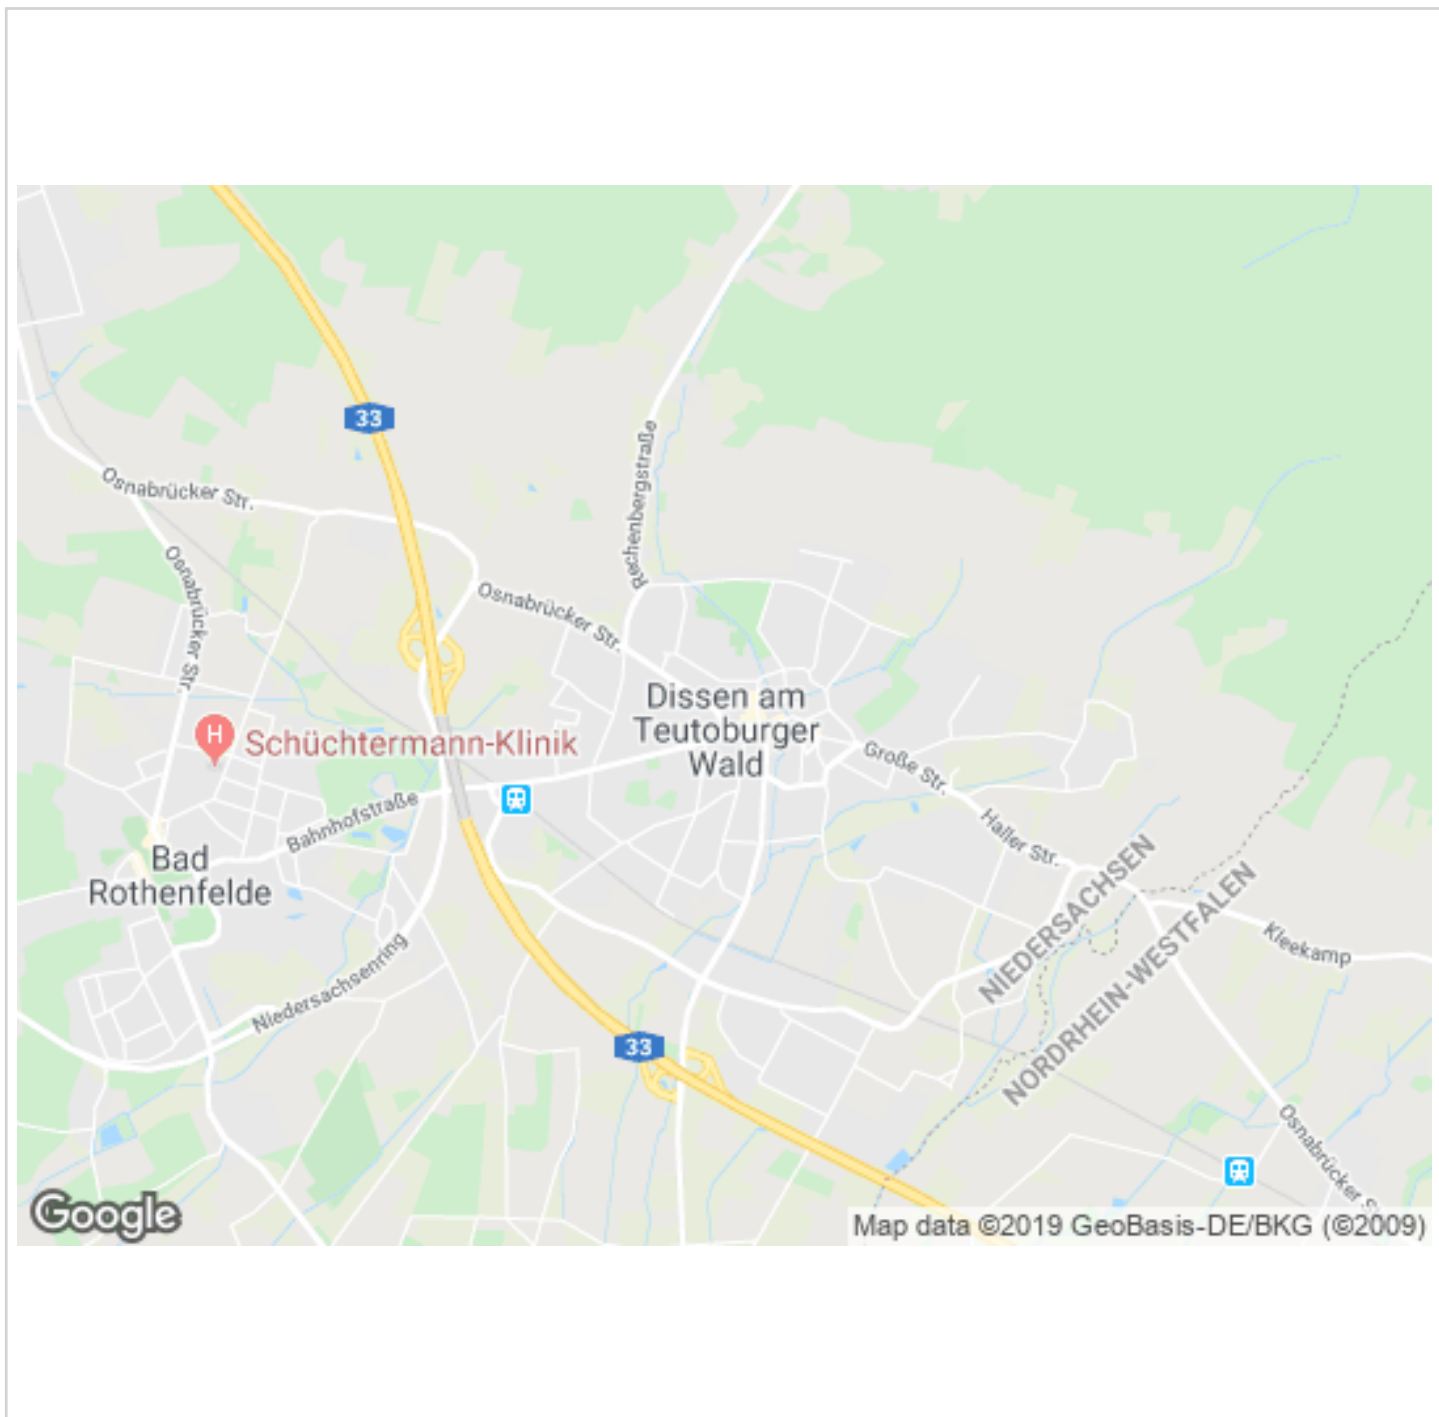 33
Osnabrücker Str.
Rechenbergstraße
Osnabrücker Str.
Osnabrücker Str.
Dissen am
Teutoburger
Wald
H
Schüchtermann-Klinik
Große Str.
Bahnhofstraße
Haller Str.
Bad
Rothenfelde
NIEDERSACHSEN
NORDRHEIN-WESTFALEN
Kleekamp
Niedersachsenring
33
Osnabrücker St
Google
Map data ©2019 GeoBasis-DE/BKG (©2009)